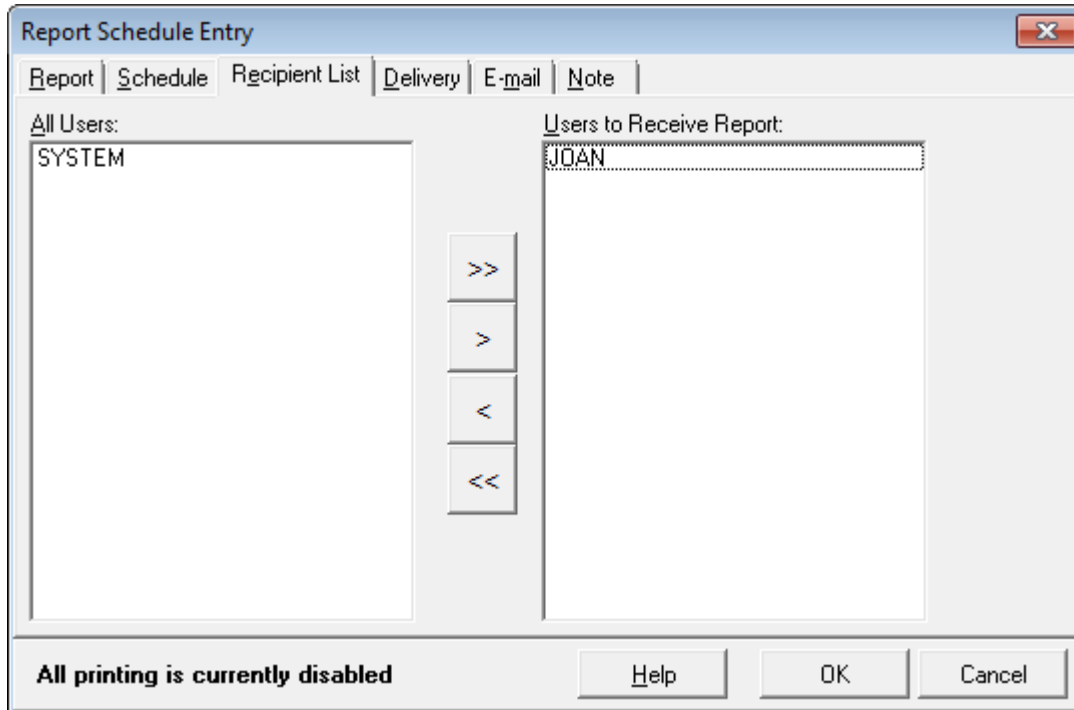 Report Schedule Entry
Report Schedule Recipient List Delivery E-mail Note
All Users:
SYSTEM
Users to Receive Report:
JOAN
>>
>
<
<<
All printing is currently disabled
Help OK Cancel